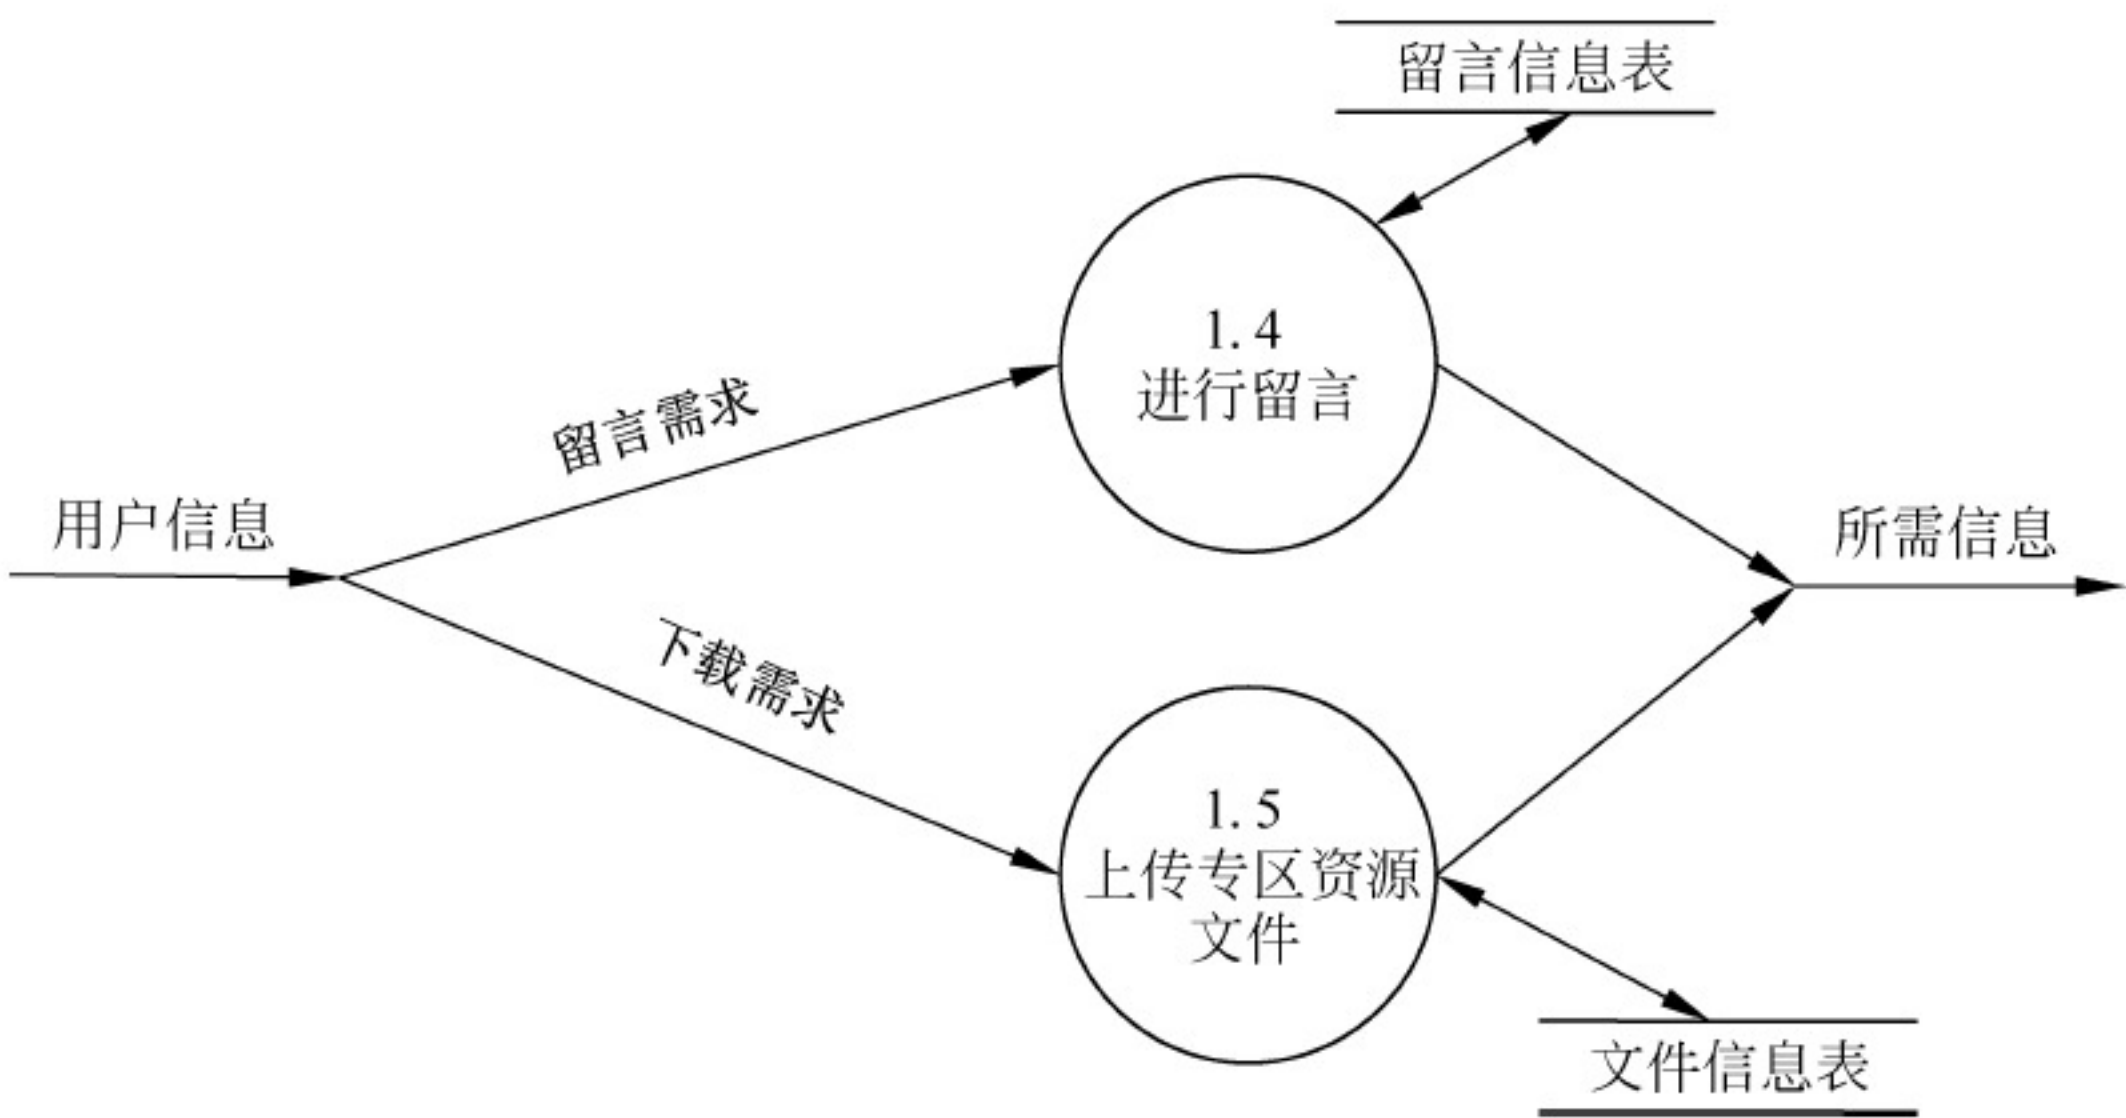 留言信息表
1.4
进行留言
留言需求
用户信息
所需信息
下载需求
1.5
上传专区资源
文件
文件信息表